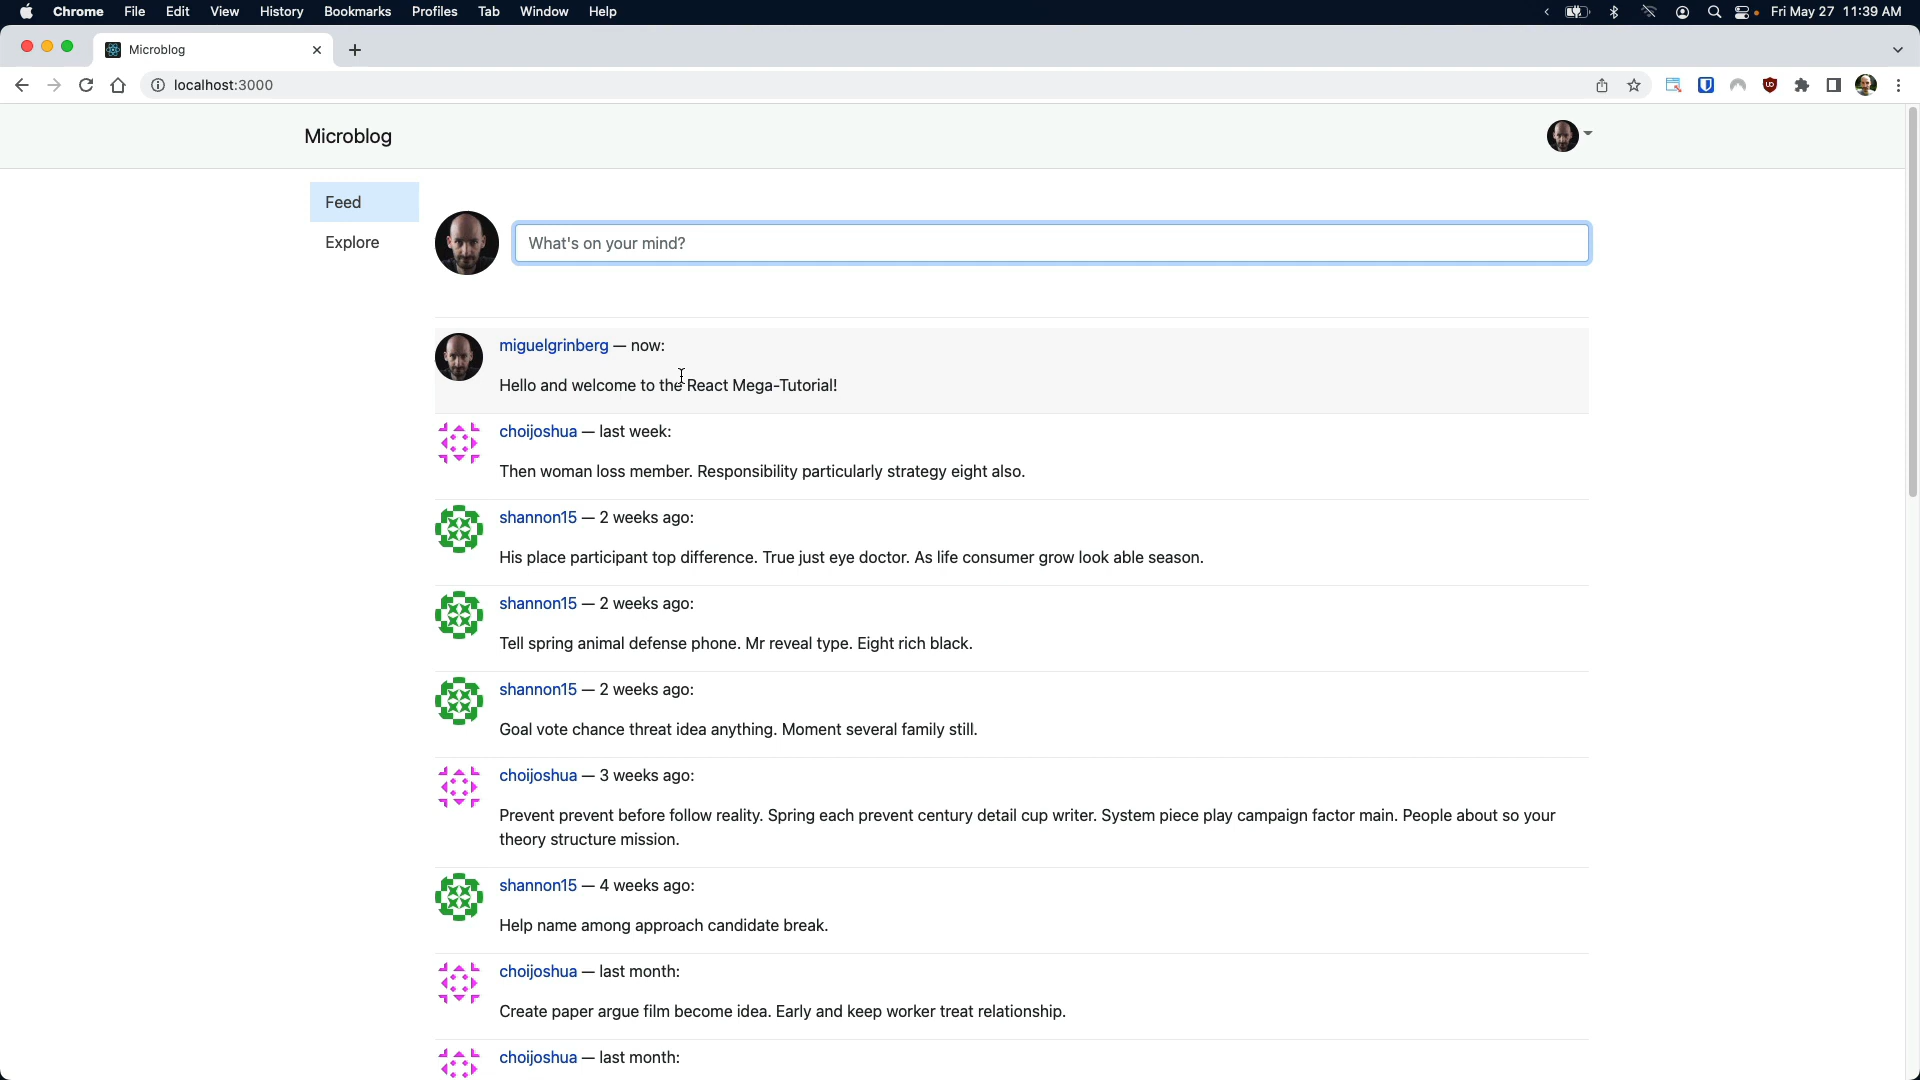 Chrome File Edit View History Bookmarks Profiles Tab Window Help Fri May 27 11:39 AM
Microblog
localhost:3000
Microblog
Feed
Explore
What's on your mind?
miguelgrinberg — now:
Hello and welcome to the React Mega-Tutorial!
choijoshua — last week:
Then woman loss member. Responsibility particularly strategy eight also.
shannon15 — 2 weeks ago:
His place participant top difference. True just eye doctor. As life consumer grow look able season.
shannon15 — 2 weeks ago:
Tell spring animal defense phone. Mr reveal type. Eight rich black.
shannon15 — 2 weeks ago:
Goal vote chance threat idea anything. Moment several family still.
choijoshua — 3 weeks ago:
Prevent prevent before follow reality. Spring each prevent century detail cup writer. System piece play campaign factor main. People about so your
theory structure mission.
shannon15 — 4 weeks ago:
Help name among approach candidate break.
choijoshua — last month:
Create paper argue film become idea. Early and keep worker treat relationship.
choijoshua — last month: